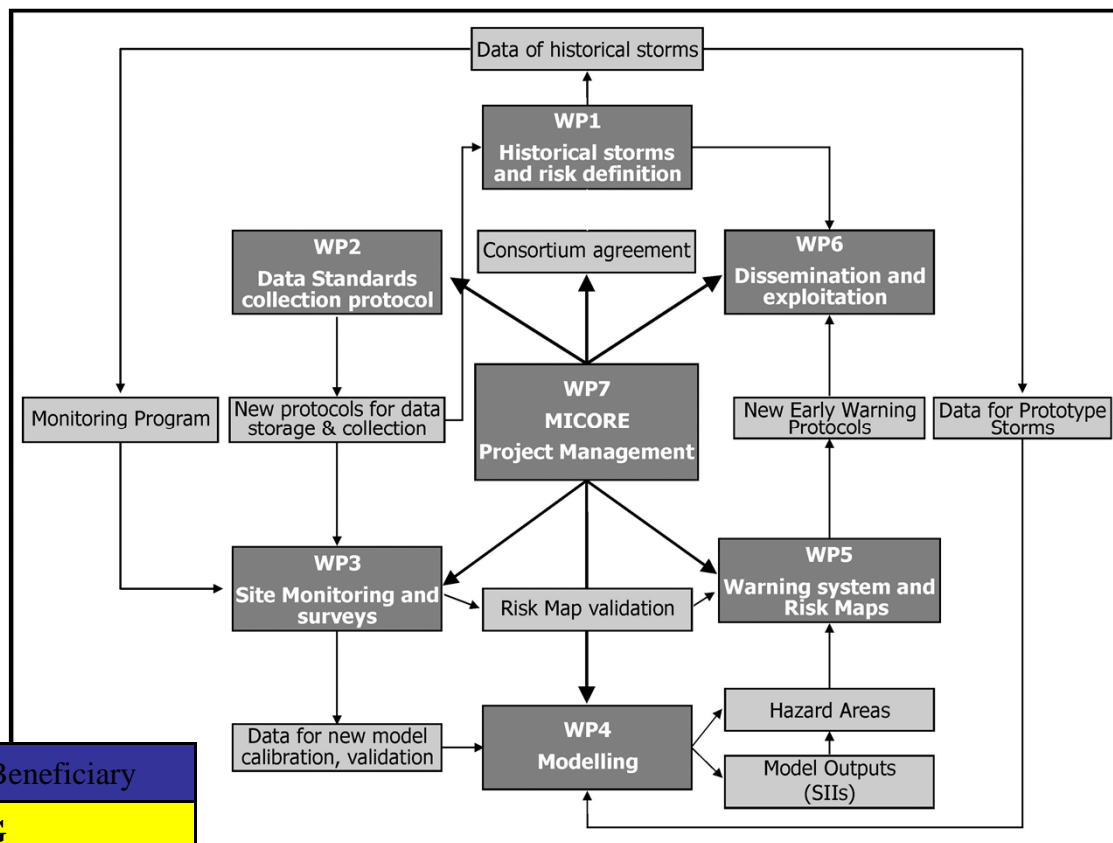 Data of historical storms
WP1
Historical storms
and risk definition
WP2
Data Standards
collection protocol
Consortium agreement
WP6
Dissemination and
exploitation
WP7
MICORE
Project Management
Monitoring Program
New protocols for data
storage & collection
New Early Warning
Protocols
Data for Prototype
Storms
WP3
Site Monitoring and
surveys
Risk Map validation
WP5
Warning system and
Risk Maps
Data for new model
calibration, validation
WP4
Modelling
Hazard Areas
Model Outputs
(SIIs)
Beneficiary